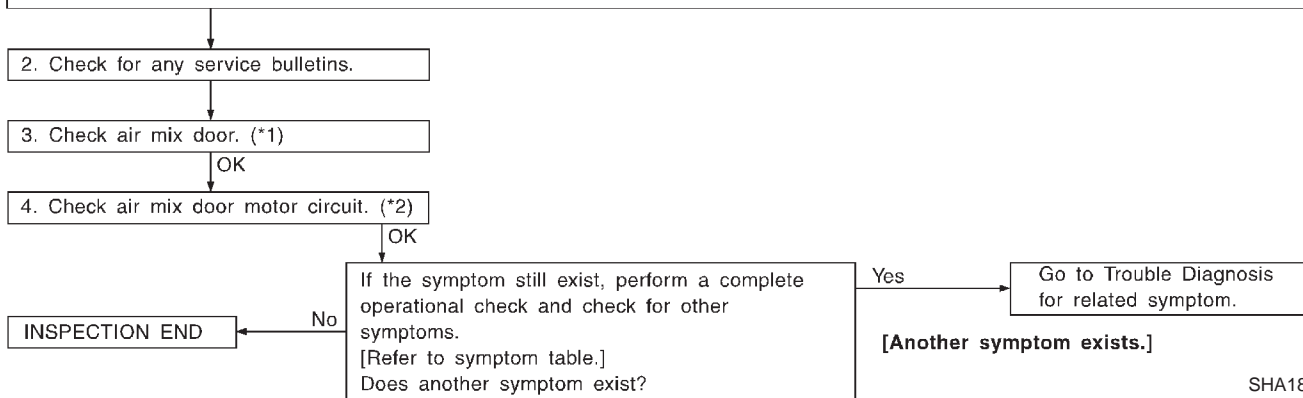 2. Check for any service bulletins.
3. Check air mix door. (*1)
OK
4. Check air mix door motor circuit. (*2)
OK
If the symptom still exist, perform a complete
operational check and check for other
symptoms.
[Refer to symptom table.]
Does another symptom exist?
Yes
Go to Trouble Diagnosis
for related symptom.
[Another symptom exists.]
No
INSPECTION END
SHA18